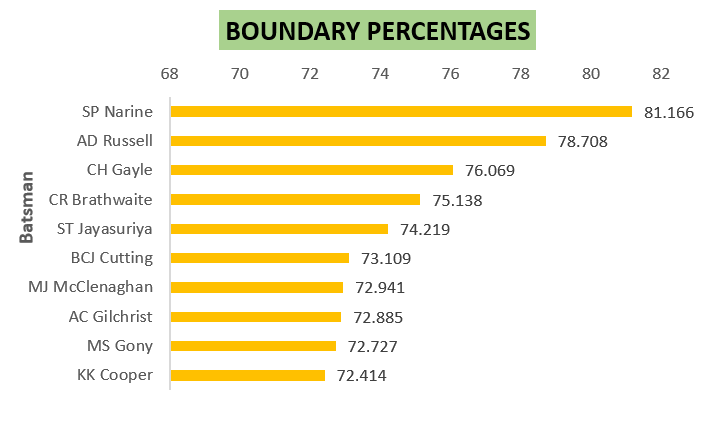 BOUNDARY PERCENTAGES
68 70 72 74 76 78 80 82
Batsman
SP Narine 81.166
AD Russell 78.708
CH Gayle 76.069
CR Brathwaite 75.138
ST Jayasuriya 74.219
BCJ Cutting 73.109
MJ McClenaghan 72.941
AC Gilchrist 72.885
MS Gony 72.727
KK Cooper 72.414